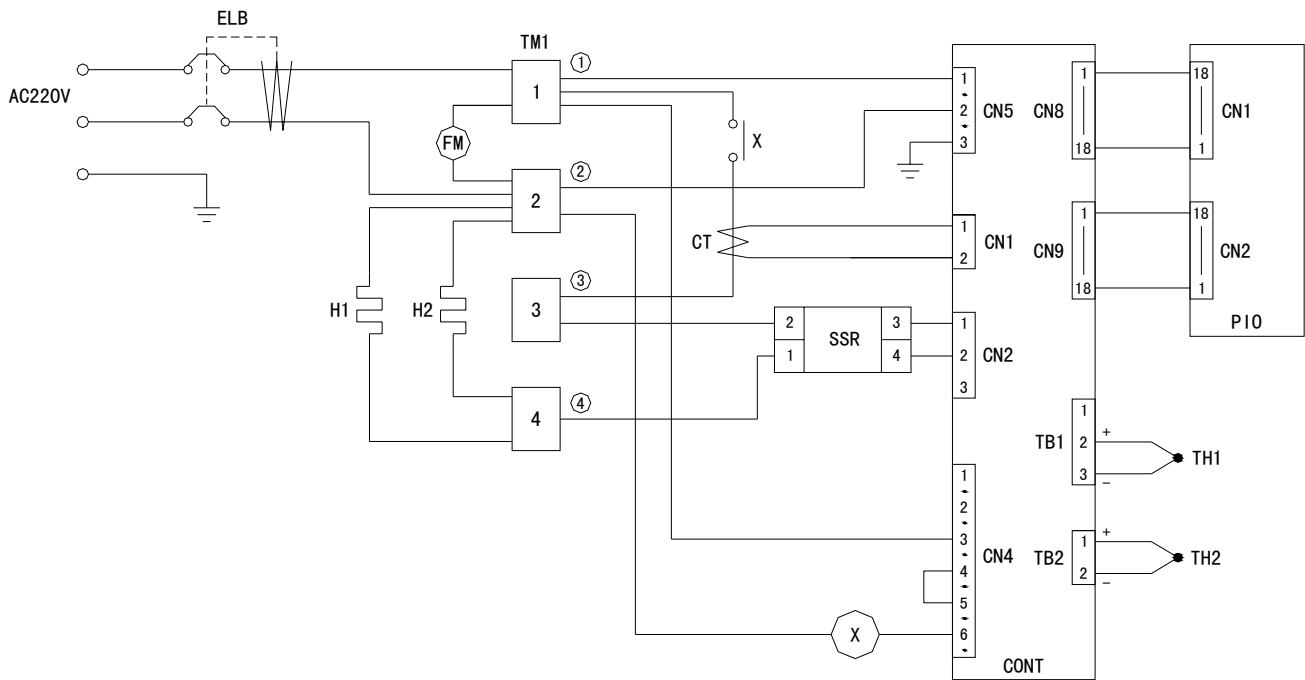 ELB
AC220V
TM1
1
①
FM
2
②
3
③
4
④
H1
H2
X
CT
2
1
SSR
3
4
X
1
2
3
CN5
1
2
CN1
1
2
3
CN2
1
2
3
4
5
6
CN4
CONT
1
18
CN8
1
18
CN9
1
2
3
TB1
+
−
TH1
1
2
TB2
+
−
TH2
18
1
CN1
18
1
CN2
PIO